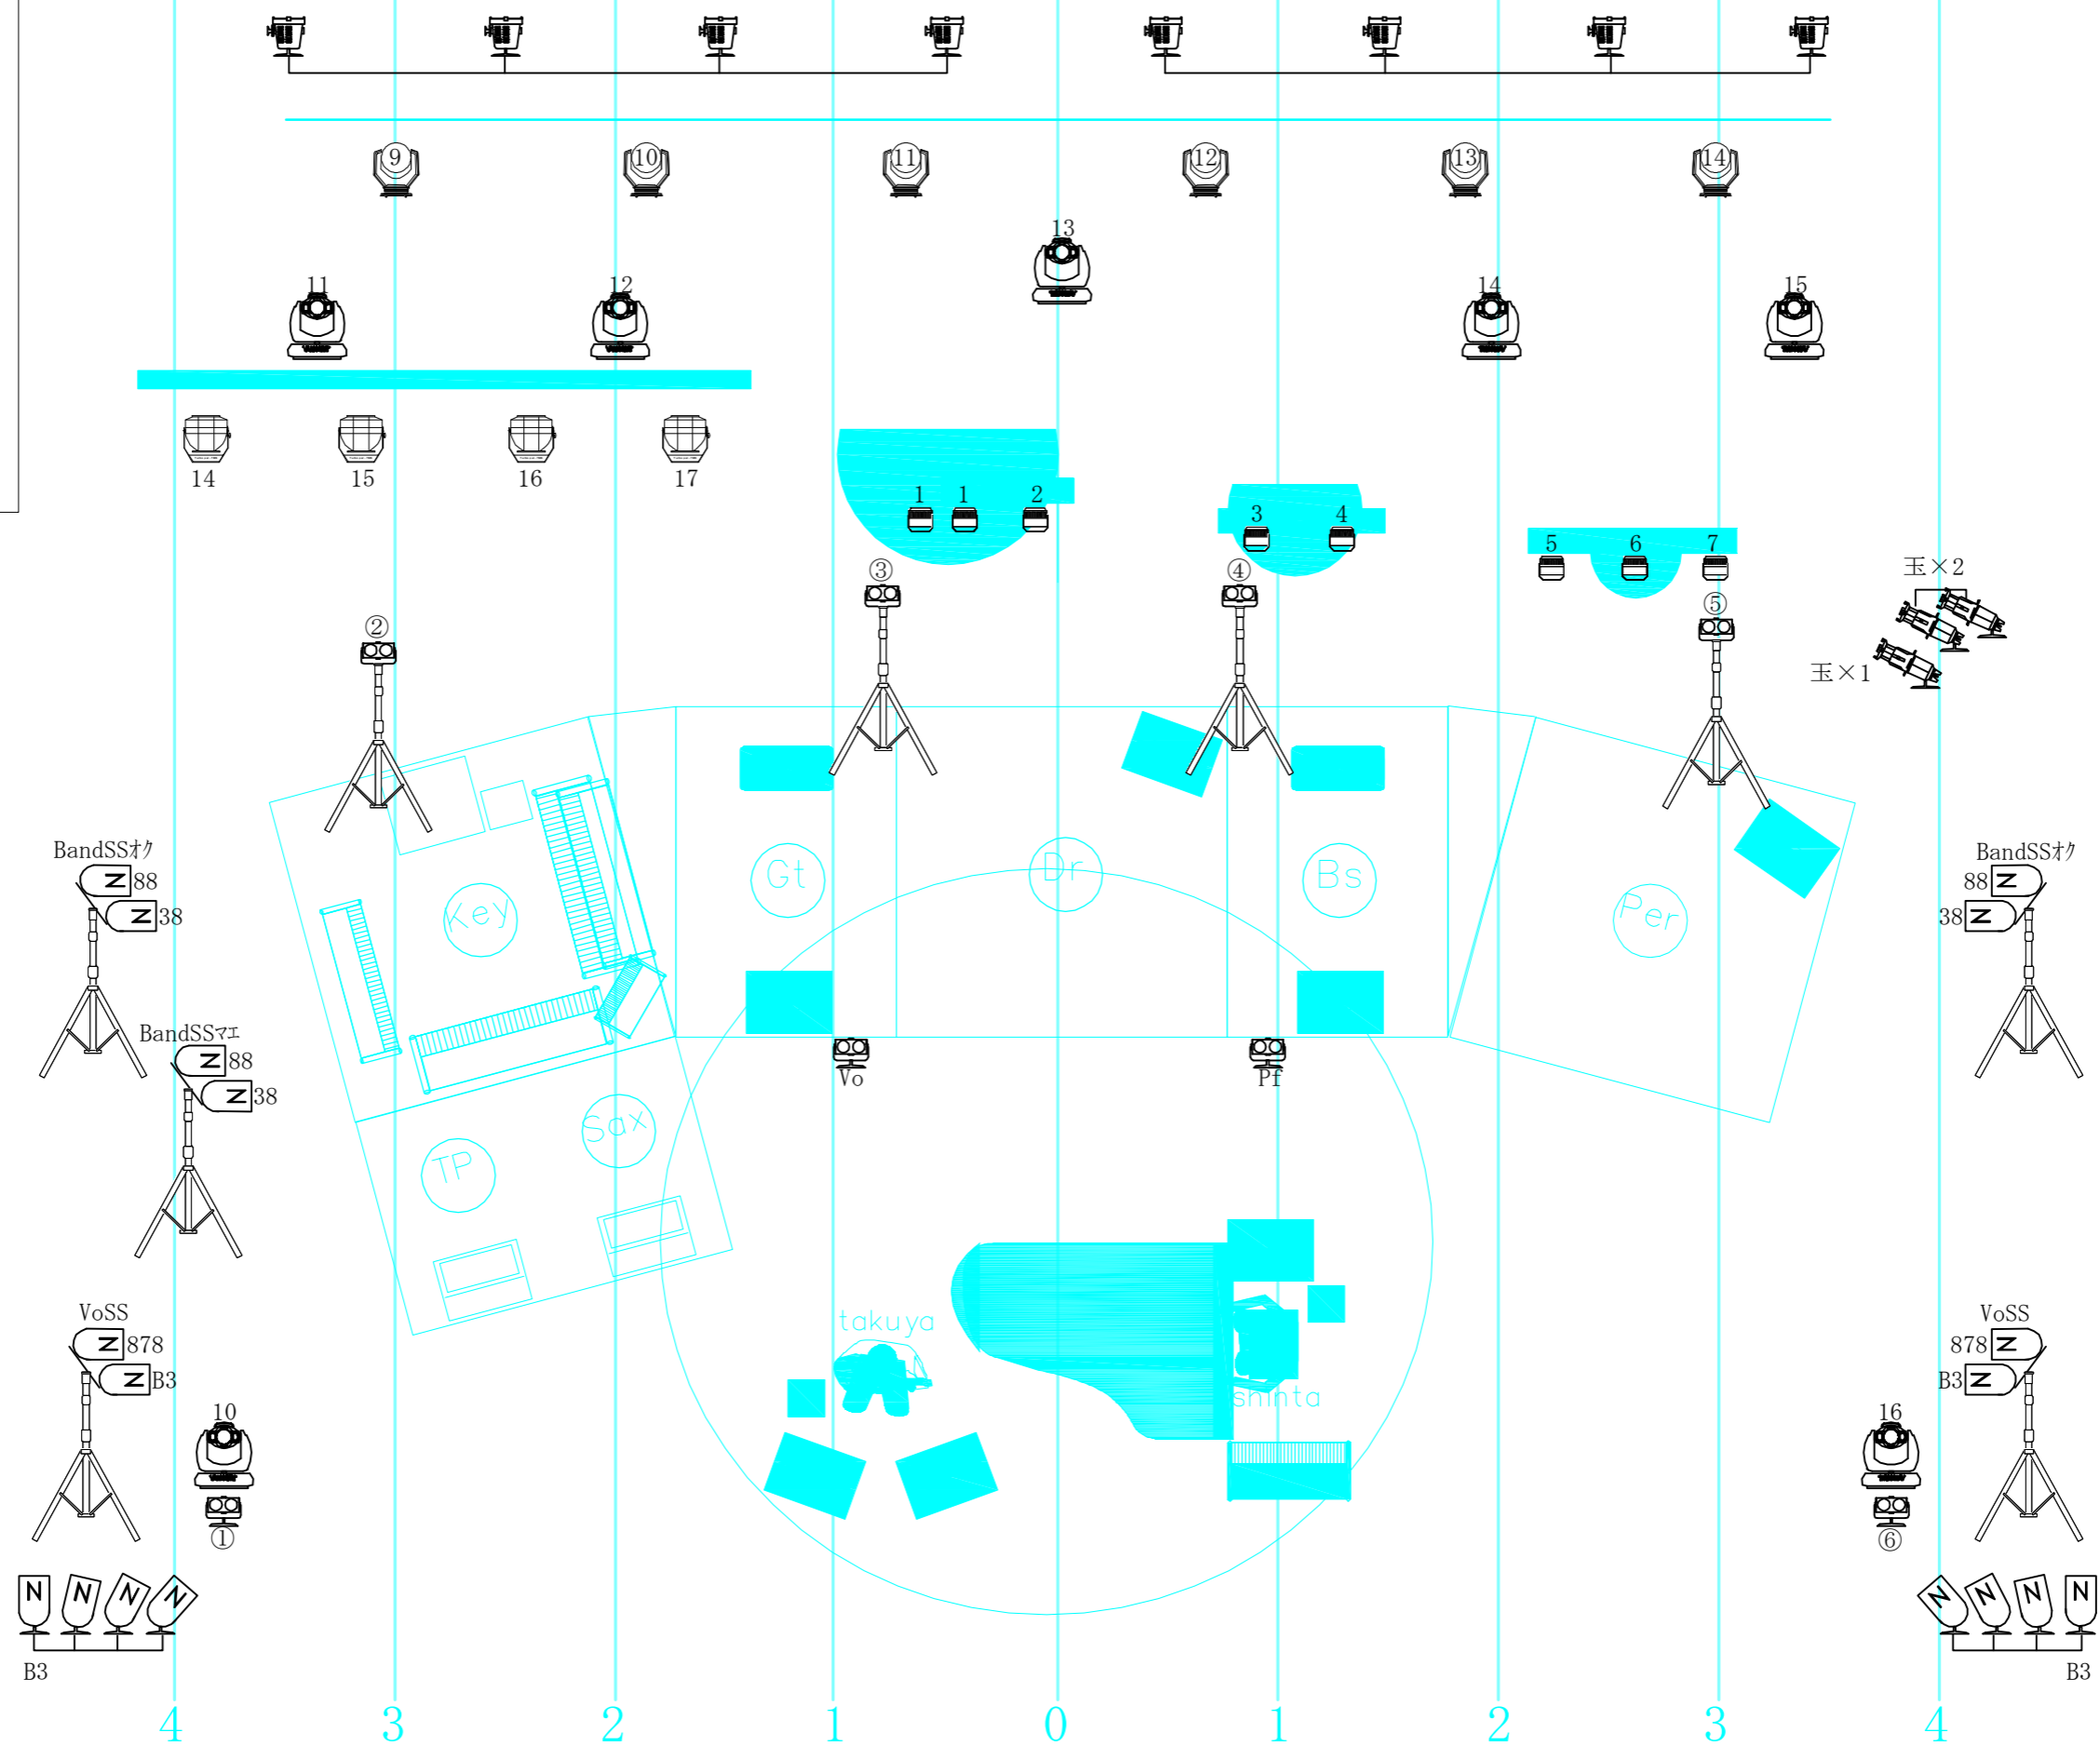 9 10 11 12 13 14
13
11 12 14 15
14 15 16 17
1 1 2 3 4
5 6 7
玉×2
③ ④
② ⑤
玉×1
BandSSｵｸ BandSSｵｸ
88 88
38 38
Gt Dr Bs
Key Per
BandSSﾏｴ
88
38
Vo Pf
Sax
TP
VoSS takuya VoSS
878 878
B3 B3
shinta
10 16
① ⑥
N N N N N N N N
B3 B3
4 3 2 1 0 1 2 3 4